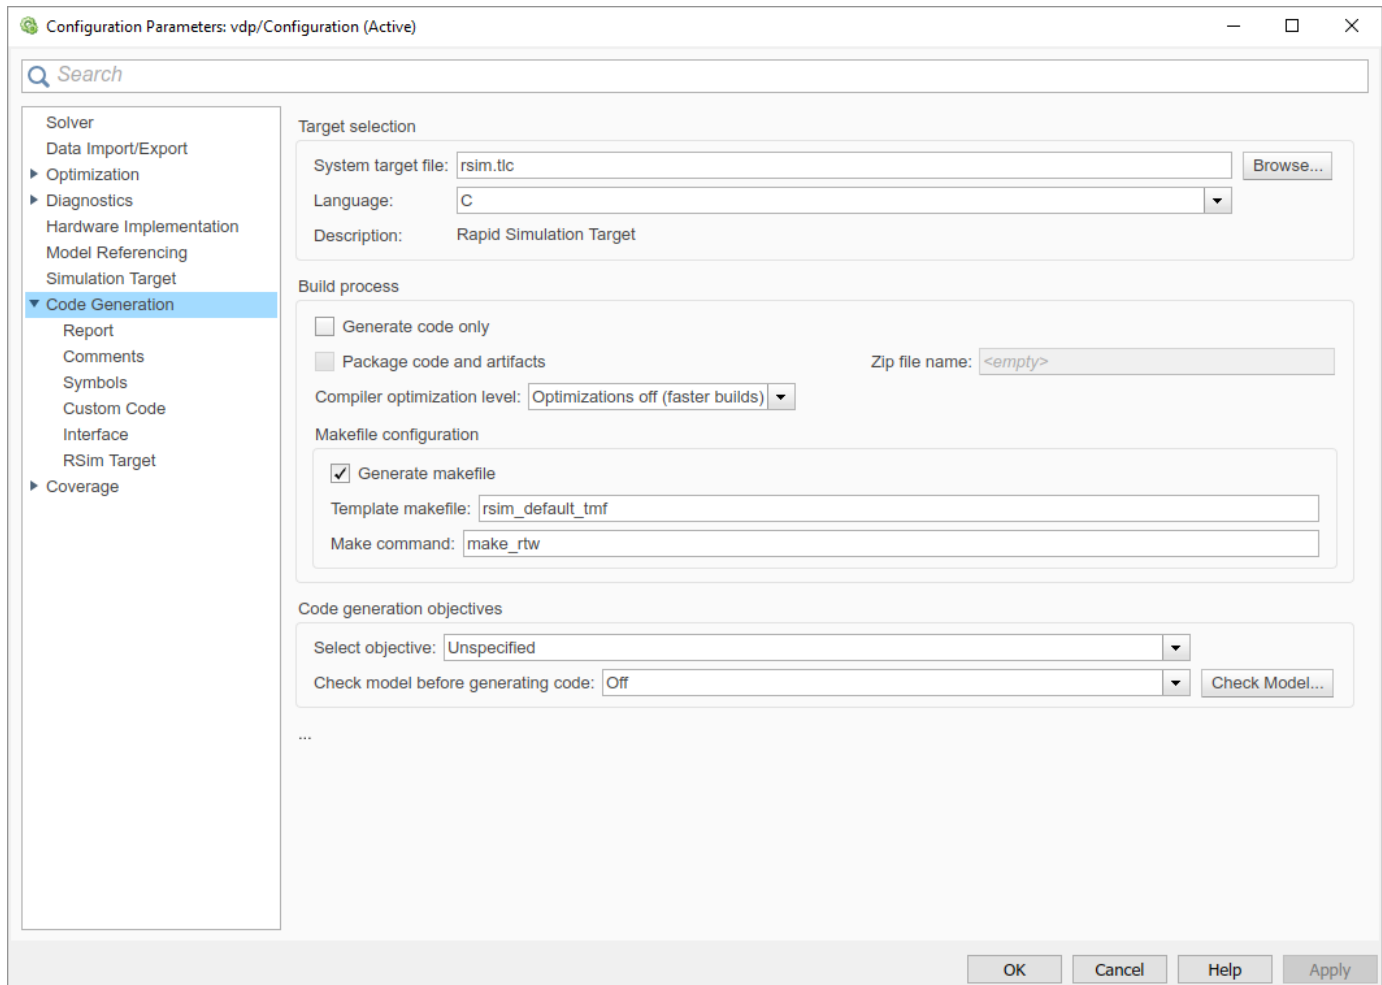 Configuration Parameters: vdp/Configuration (Active)
Search
Solver
Data Import/Export
Optimization
Diagnostics
Hardware Implementation
Model Referencing
Simulation Target
Code Generation
Report
Comments
Symbols
Custom Code
Interface
RSim Target
Coverage
Target selection
System target file: rsim.tlc Browse...
Language: C
Description: Rapid Simulation Target
Build process
Generate code only
Package code and artifacts Zip file name: <empty>
Compiler optimization level: Optimizations off (faster builds)
Makefile configuration
Generate makefile
Template makefile: rsim_default_tmf
Make command: make_rtw
Code generation objectives
Select objective: Unspecified
Check model before generating code: Off Check Model...
...
OK Cancel Help Apply